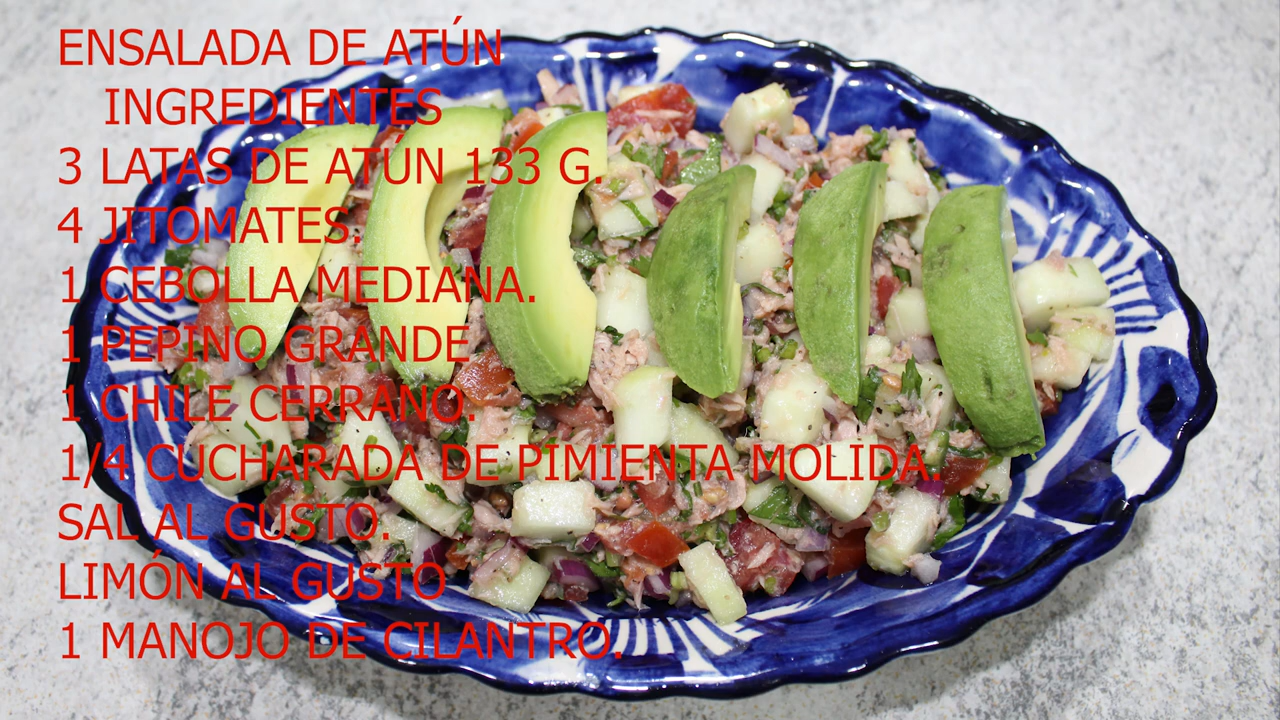 ENSALADA DE ATÚN
INGREDIENTES
3 LATAS DE ATUN 133 G.
4 JITOMATES.
1 CEBOLLA MEDIANA.
1 PEPINO GRANDE
1 CHILE CERRANO.
1/4 CUCHARADA DE PIMIENTA MOLIDA.
SAL AL GUSTO.
LIMÓN AL GUSTO
1 MANOJO DE CILANTRO.